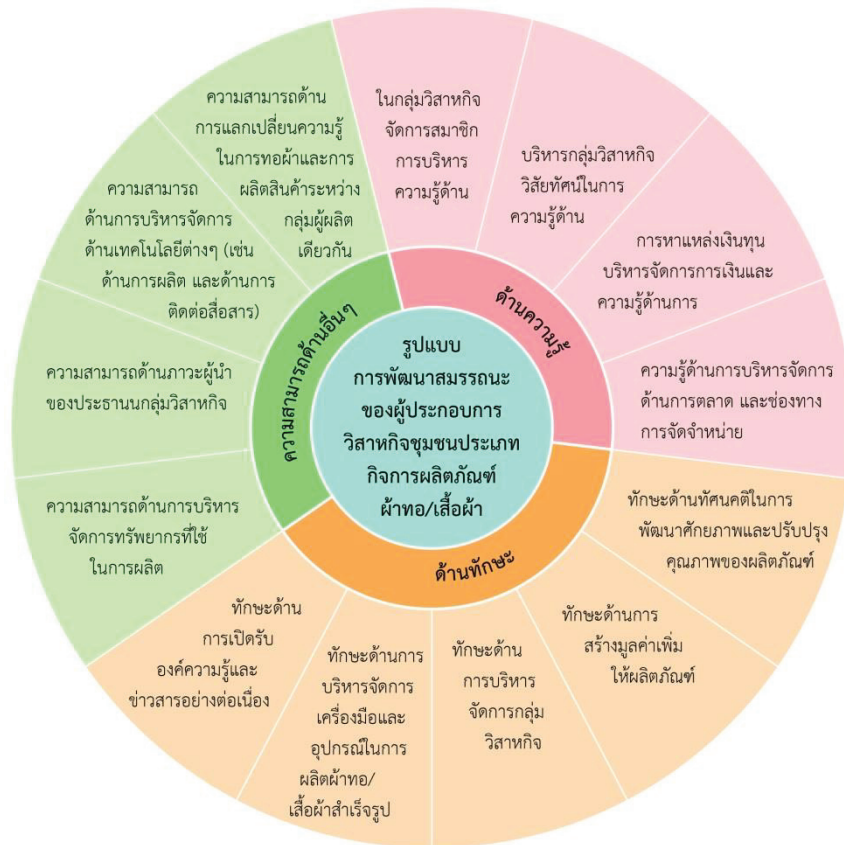 รูปแบบ
การพัฒนาสมรรถนะ
ของผู้ประกอบการ
วิสาหกิจชุมชนประเภท
กิจการผลิตภัณฑ์
ผ้าทอ/เสื้อผ้า
ด้านความรู้
ในกลุ่มวิสาหกิจ
จัดการสมาชิก
การบริหาร
ความรู้ด้าน
บริหารกลุ่มวิสาหกิจ
วิสัยทัศน์ในการ
ความรู้ด้าน
การหาแหล่งเงินทุน
บริหารจัดการการเงินและ
ความรู้ด้านการ
ความรู้ด้านการบริหารจัดการ
ด้านการตลาด และช่องทาง
การจัดจำหน่าย
ด้านทักษะ
ทักษะด้านทัศนคติในการ
พัฒนาศักยภาพและปรับปรุง
คุณภาพของผลิตภัณฑ์
ทักษะด้านการ
สร้างมูลค่าเพิ่ม
ให้ผลิตภัณฑ์
ทักษะด้าน
การบริหาร
จัดการกลุ่ม
วิสาหกิจ
ทักษะด้านการ
บริหารจัดการ
เครื่องมือและ
อุปกรณ์ในการ
ผลิตผ้าทอ/
เสื้อผ้าสำเร็จรูป
ทักษะด้าน
การเปิดรับ
องค์ความรู้และ
ข่าวสารอย่างต่อเนื่อง
ความสามารถด้านอื่นๆ
ความสามารถด้านการบริหาร
จัดการทรัพยากรที่ใช้
ในการผลิต
ความสามารถด้านภาวะผู้นำ
ของประธานนกลุ่มวิสาหกิจ
ความสามารถ
ด้านการบริหารจัดการ
ด้านเทคโนโลยีต่างๆ (เช่น
ด้านการผลิต และด้านการ
ติดต่อสื่อสาร)
ความสามารถด้าน
การแลกเปลี่ยนความรู้
ในการทอผ้าและการ
ผลิตสินค้าระหว่าง
กลุ่มผู้ผลิต
เดียวกัน